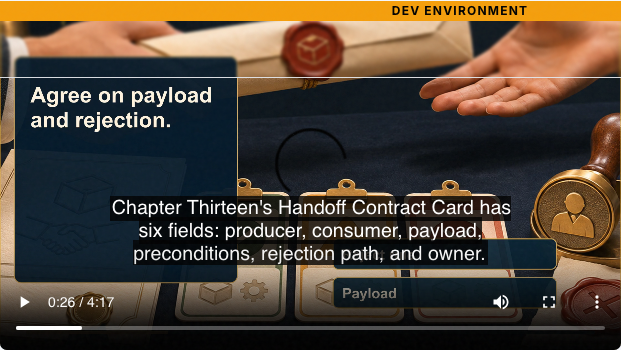 DEV ENVIRONMENT
Agree on payload
and rejection.
Chapter Thirteen's Handoff Contract Card has
six fields: producer, consumer, payload,
preconditions, rejection path, and owner.
Payload
0:26 / 4:17